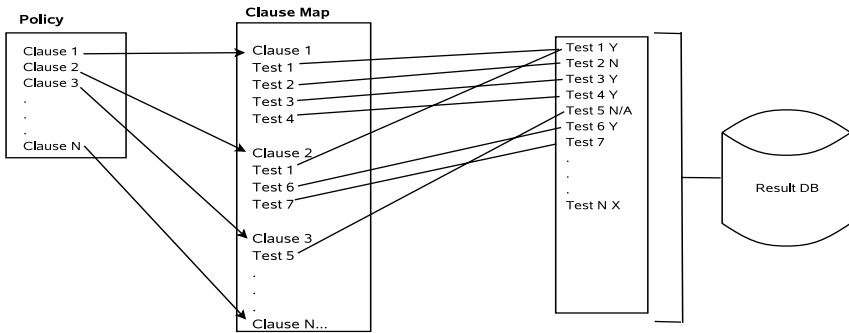 Policy
Clause 1
Clause 2
Clause 3
.
.
.
Clause N
Clause Map
Clause 1
Test 1
Test 2
Test 3
Test 4
Clause 2
Test 1
Test 6
Test 7
Clause 3
Test 5
.
.
.
Clause N...
Test 1 Y
Test 2 N
Test 3 Y
Test 4 Y
Test 5 N/A
Test 6 Y
Test 7
.
.
.
Test N X
Result DB